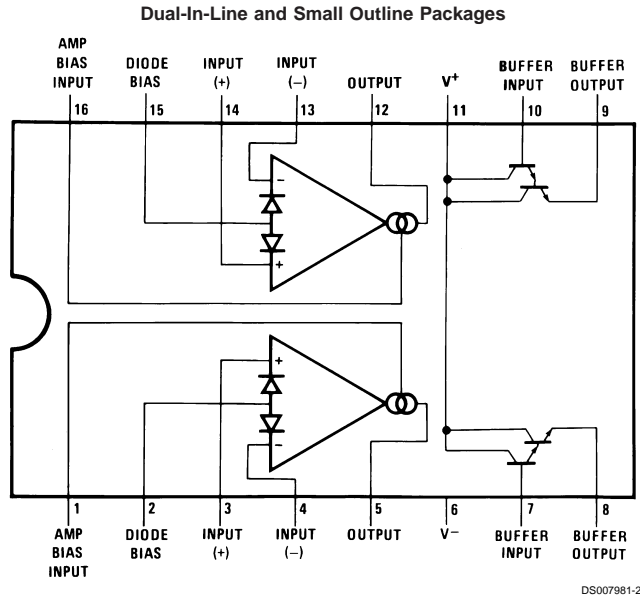 Dual-In-Line and Small Outline Packages
AMP
BIAS
INPUT
DIODE
BIAS
INPUT
(+)
INPUT
(−)
OUTPUT
V+
BUFFER
INPUT
BUFFER
OUTPUT
16
15
14
13
12
11
10
9
−
+
+
−
1
2
3
4
5
6
7
8
AMP
BIAS
INPUT
DIODE
BIAS
INPUT
(+)
INPUT
(−)
OUTPUT
V−
BUFFER
INPUT
BUFFER
OUTPUT
DS007981-2